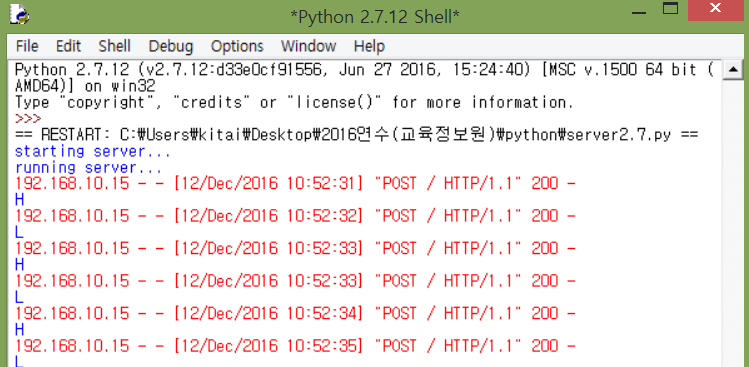 *Python 2.7.12 Shell*
File Edit Shell Debug Options Window Help
Python 2.7.12 (v2.7.12:d33e0cf91556, Jun 27 2016, 15:24:40) [MSC v.1500 64 bit (
AMD64)] on win32
Type "copyright", "credits" or "license()" for more information.
>>>
== RESTART: C:₩Users₩kitai₩Desktop₩2016연수(교육정보원)₩python₩server2.7.py ==
starting server...
running server...
192.168.10.15 - - [12/Dec/2016 10:52:31] "POST / HTTP/1.1" 200 -
H
192.168.10.15 - - [12/Dec/2016 10:52:32] "POST / HTTP/1.1" 200 -
L
192.168.10.15 - - [12/Dec/2016 10:52:33] "POST / HTTP/1.1" 200 -
H
192.168.10.15 - - [12/Dec/2016 10:52:33] "POST / HTTP/1.1" 200 -
L
192.168.10.15 - - [12/Dec/2016 10:52:34] "POST / HTTP/1.1" 200 -
H
192.168.10.15 - - [12/Dec/2016 10:52:35] "POST / HTTP/1.1" 200 -
L